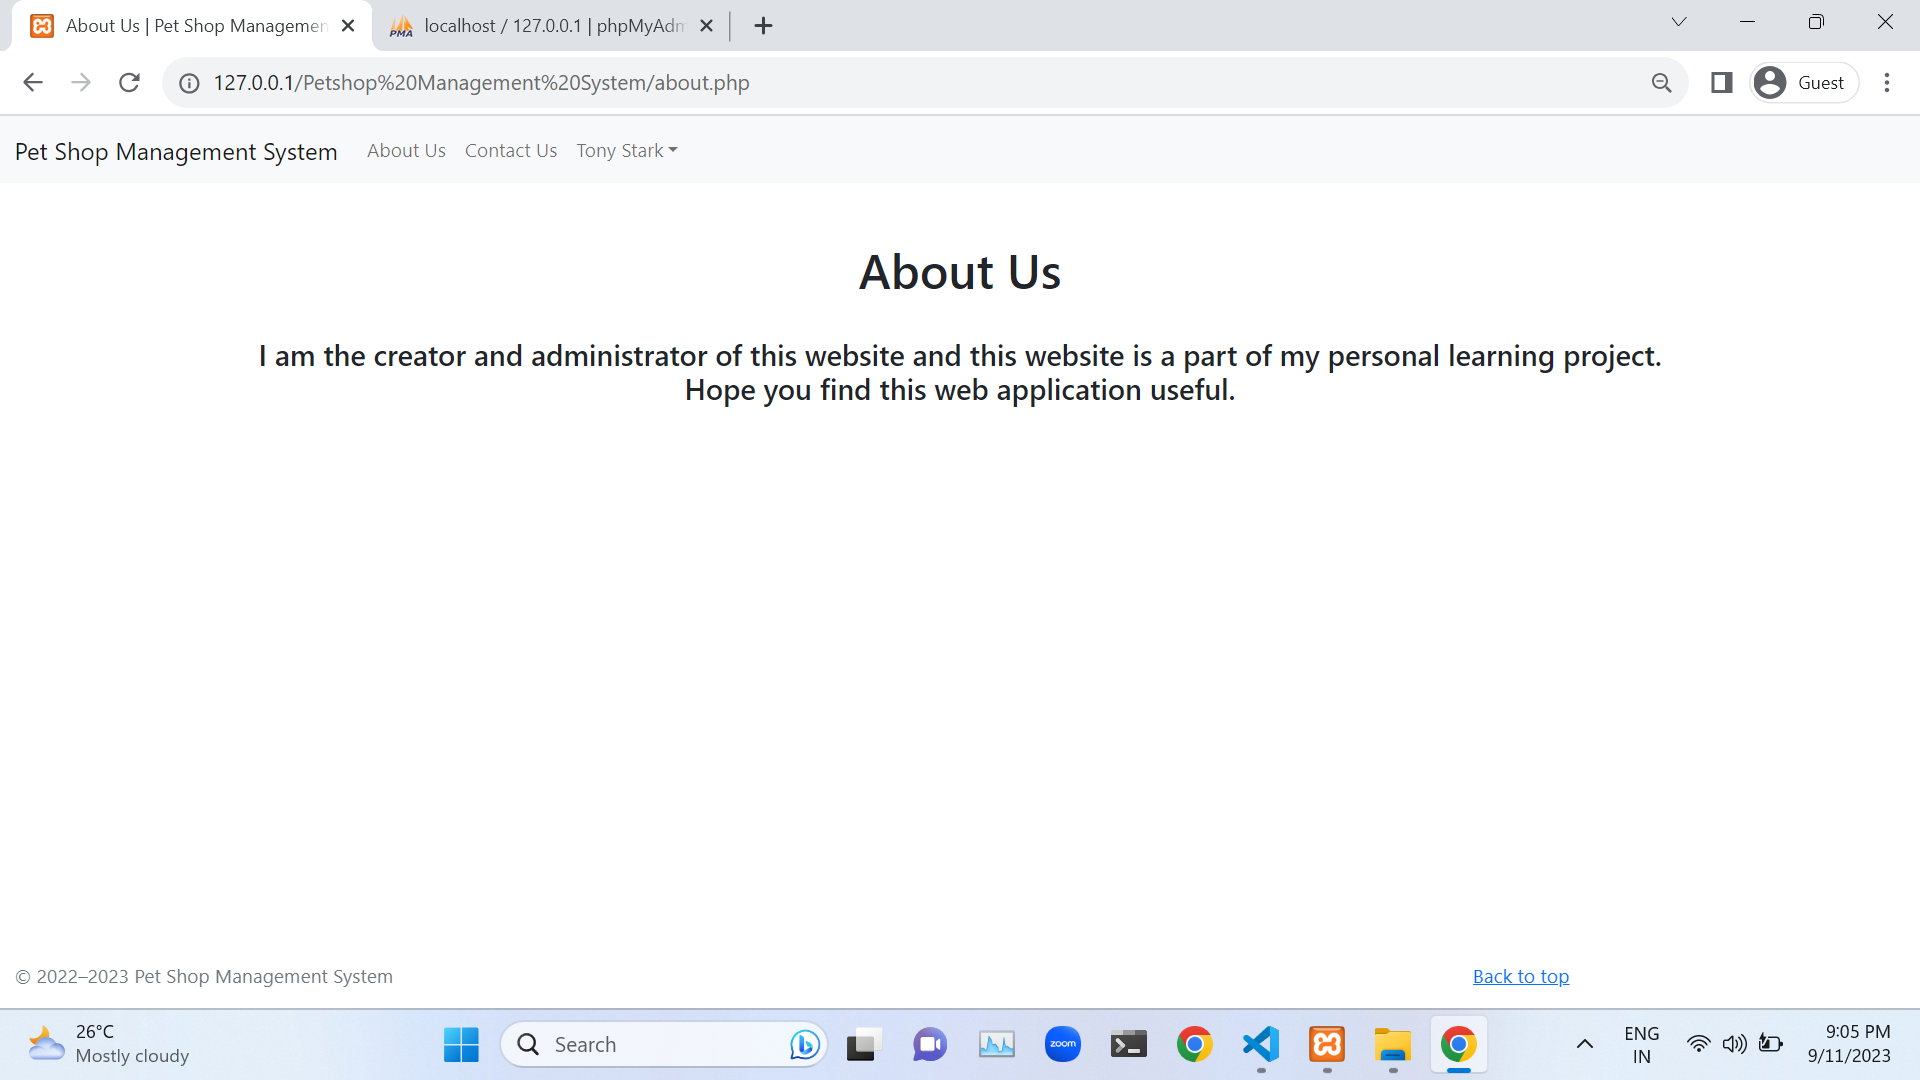 About Us | Pet Shop Managemen
localhost / 127.0.0.1 | phpMyAdm
127.0.0.1/Petshop%20Management%20System/about.php
Guest
Pet Shop Management System About Us Contact Us Tony Stark
About Us
I am the creator and administrator of this website and this website is a part of my personal learning project.
Hope you find this web application useful.
© 2022–2023 Pet Shop Management System
Back to top
26°C
Mostly cloudy
Search
PMA
zoom
ENG
IN
9:05 PM
9/11/2023